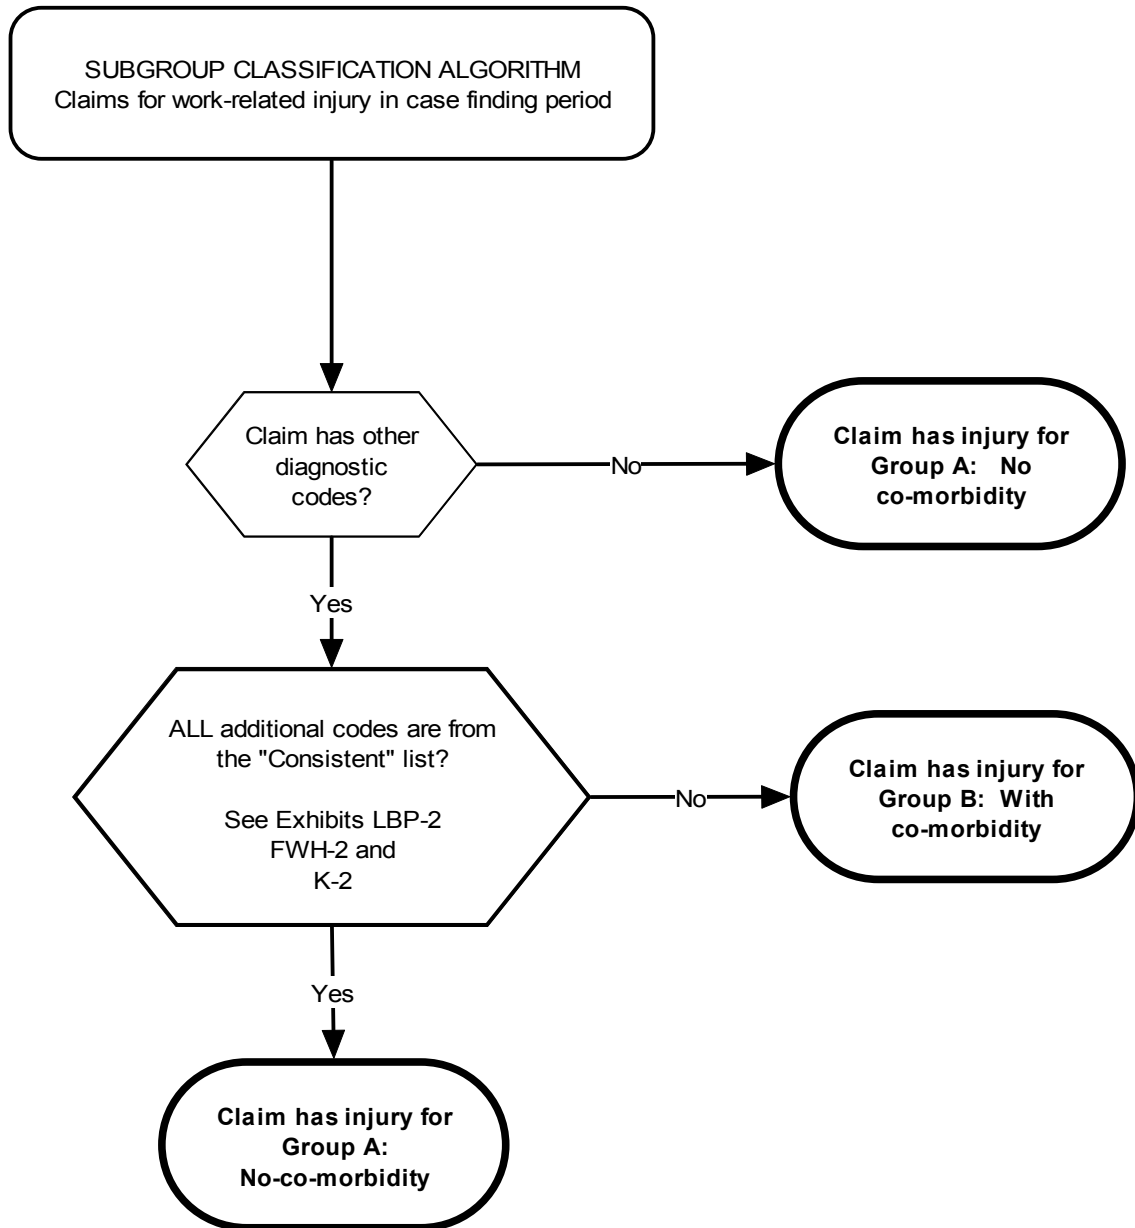 SUBGROUP CLASSIFICATION ALGORITHM
Claims for work-related injury in case finding period
Claim has other
diagnostic
codes?
No
Claim has injury for
Group A: No
co-morbidity
Yes
ALL additional codes are from
the "Consistent" list?
See Exhibits LBP-2
FWH-2 and
K-2
No
Claim has injury for
Group B: With
co-morbidity
Yes
Claim has injury for
Group A:
No-co-morbidity